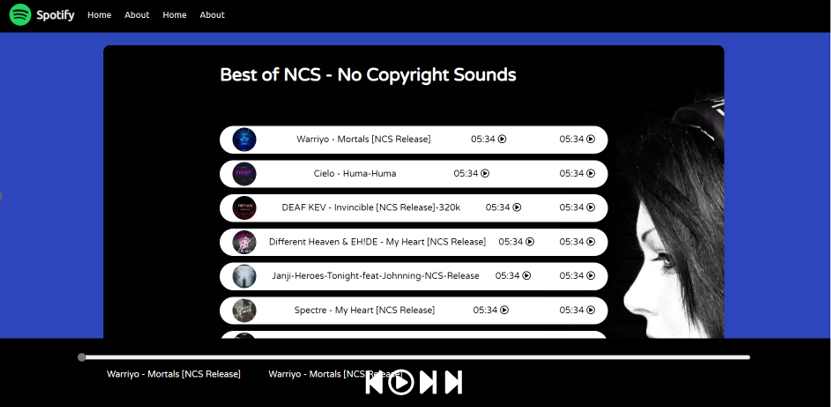 Spotify Home About Home About
Best of NCS - No Copyright Sounds
Warriyo - Mortals [NCS Release] 05:34 05:34
Cielo - Huma-Huma 05:34 05:34
DEAF KEV - Invincible [NCS Release]-320k 05:34 05:34
Different Heaven & EH!DE - My Heart [NCS Release] 05:34 05:34
Janji-Heroes-Tonight-feat-Johnning-NCS-Release 05:34 05:34
Spectre - My Heart [NCS Release] 05:34 05:34
Warriyo - Mortals [NCS Release] Warriyo - Mortals [NCS Release]